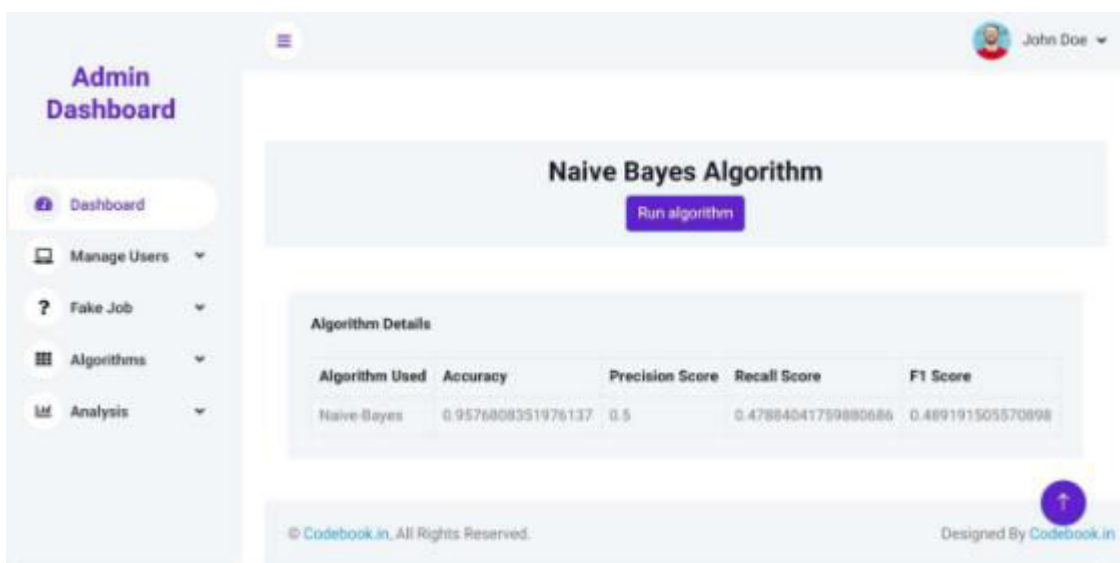 John Doe
Admin
Dashboard
Naive Bayes Algorithm
Run algorithm
Dashboard
Manage Users
Fake Job
Algorithms
Analysis
Algorithm Details
Algorithm Used Accuracy Precision Score Recall Score F1 Score
Naive-Bayes 0.9576808351976137 0.5 0.47884041759880686 0.489191505570898
© Codebook.in, All Rights Reserved.
Designed By Codebook.in